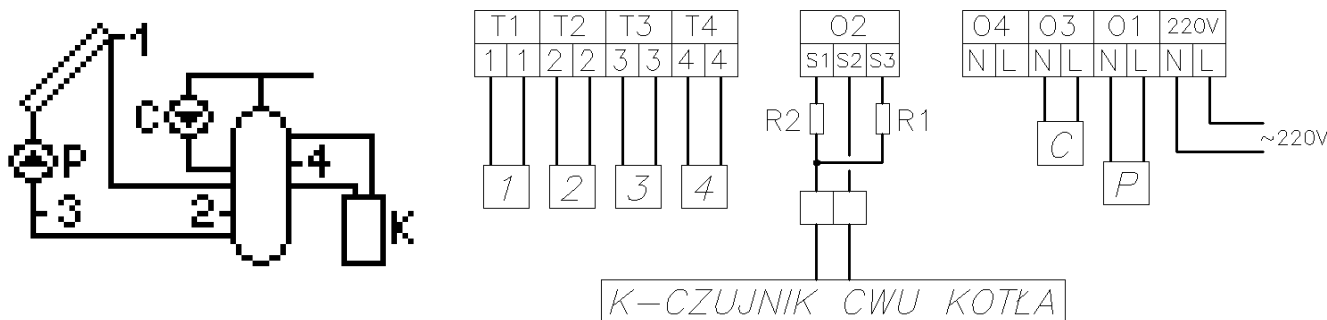 1
C
P
4
3
2
K
T1 T2 T3 T4
1 1 2 2 3 3 4 4
1 2 3 4
O2
S1 S2 S3
R2 R1
O4 O3 O1 220V
N L N L N L N L
C
P
~220V
K-CZUJNIK CWU KOTŁA